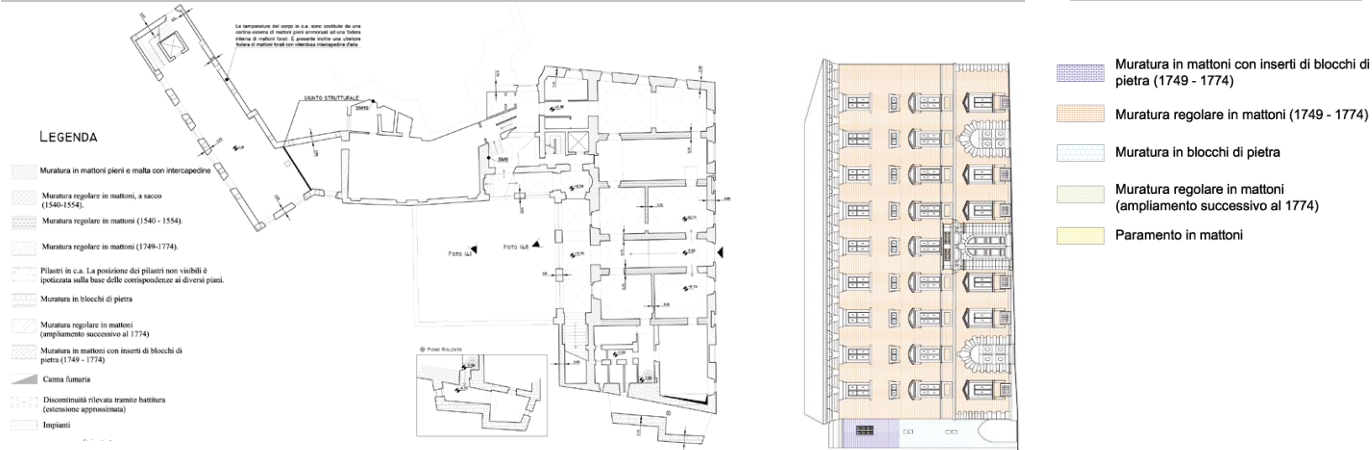 Le tamponature del corpo in c.a. sono costituite da una
cortina esterna di mattoni pieni ammorsati ad una fodera
interna di mattoni forati. È presente inoltre una ulteriore
fodera di mattoni forati con interclusa intercapedine d'aria
GIUNTO STRUTTURALE
LEGENDA
Muratura in mattoni pieni e malta con intercapedine
Muratura regolare in mattoni, a sacco
(1540-1554).
Muratura regolare in mattoni (1540 - 1554).
Muratura regolare in mattoni (1749-1774).
Pilastri in c.a. La posizione dei pilastri non visibili è
ipotizzata sulla base delle corrispondenze ai diversi piani.
Muratura in blocchi di pietra
Muratura regolare in mattoni
(ampliamento successivo al 1774)
Muratura in mattoni con inserti di blocchi di
pietra (1749 - 1774)
Canna fumaria
Discontinuità rilevata tramite battitura
(estensione approssimata)
Impianti
Foto 141
Foto 140
PIANO RIALZATO
Muratura in mattoni con inserti di blocchi di
pietra (1749 - 1774)
Muratura regolare in mattoni (1749 - 1774)
Muratura in blocchi di pietra
Muratura regolare in mattoni
(ampliamento successivo al 1774)
Paramento in mattoni